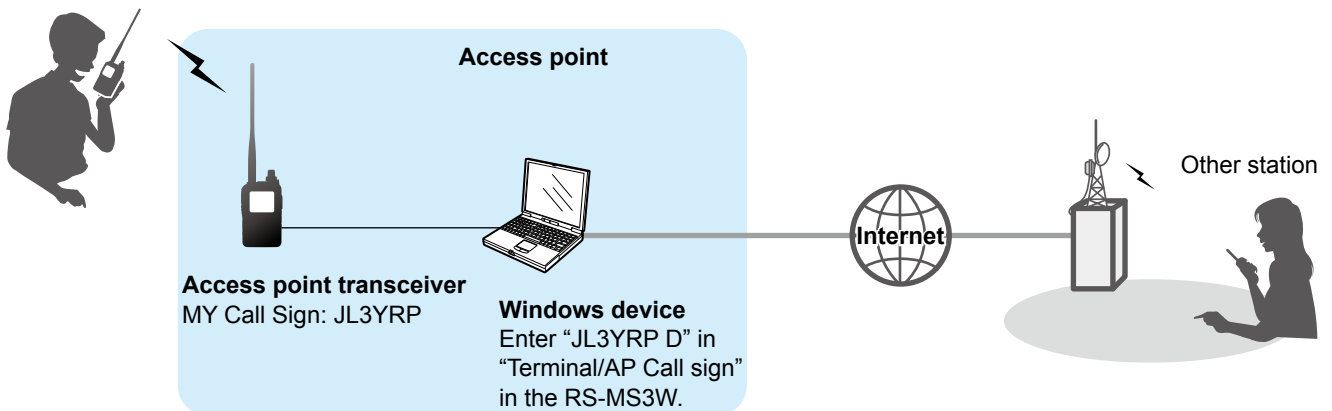 Access point
Access point transceiver
MY Call Sign: JL3YRP
Windows device
Enter “JL3YRP D” in
“Terminal/AP Call sign”
in the RS-MS3W.
Internet
Other station